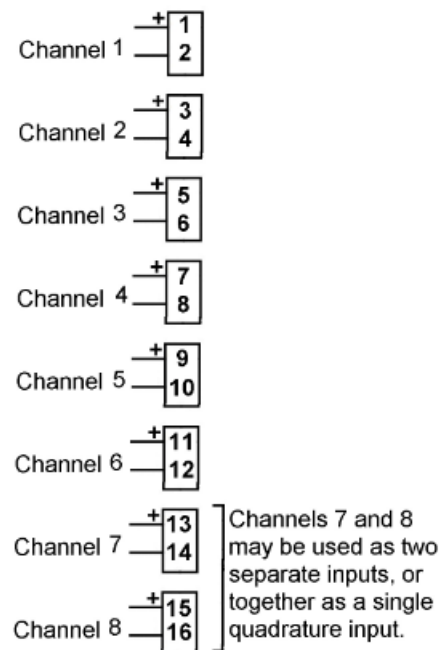 + 1
Channel 1 2
+ 3
Channel 2 4
+ 5
Channel 3 6
+ 7
Channel 4 8
+ 9
Channel 5 10
+ 11
Channel 6 12
+ 13
Channel 7 14
+ 15
Channel 8 16
Channels 7 and 8
may be used as two
separate inputs, or
together as a single
quadrature input.